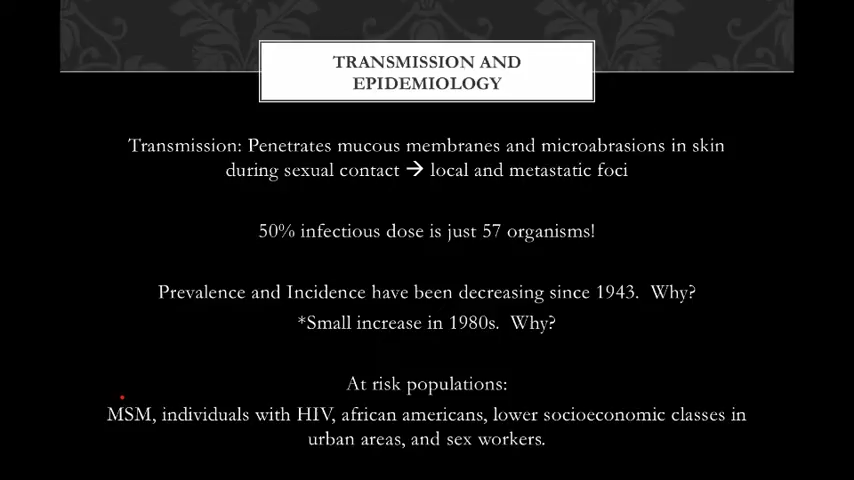 TRANSMISSION AND
EPIDEMIOLOGY
Transmission: Penetrates mucous membranes and microabrasions in skin
during sexual contact → local and metastatic foci
50% infectious dose is just 57 organisms!
Prevalence and Incidence have been decreasing since 1943.  Why?
*Small increase in 1980s.  Why?
At risk populations:
MSM, individuals with HIV, african americans, lower socioeconomic classes in
urban areas, and sex workers.